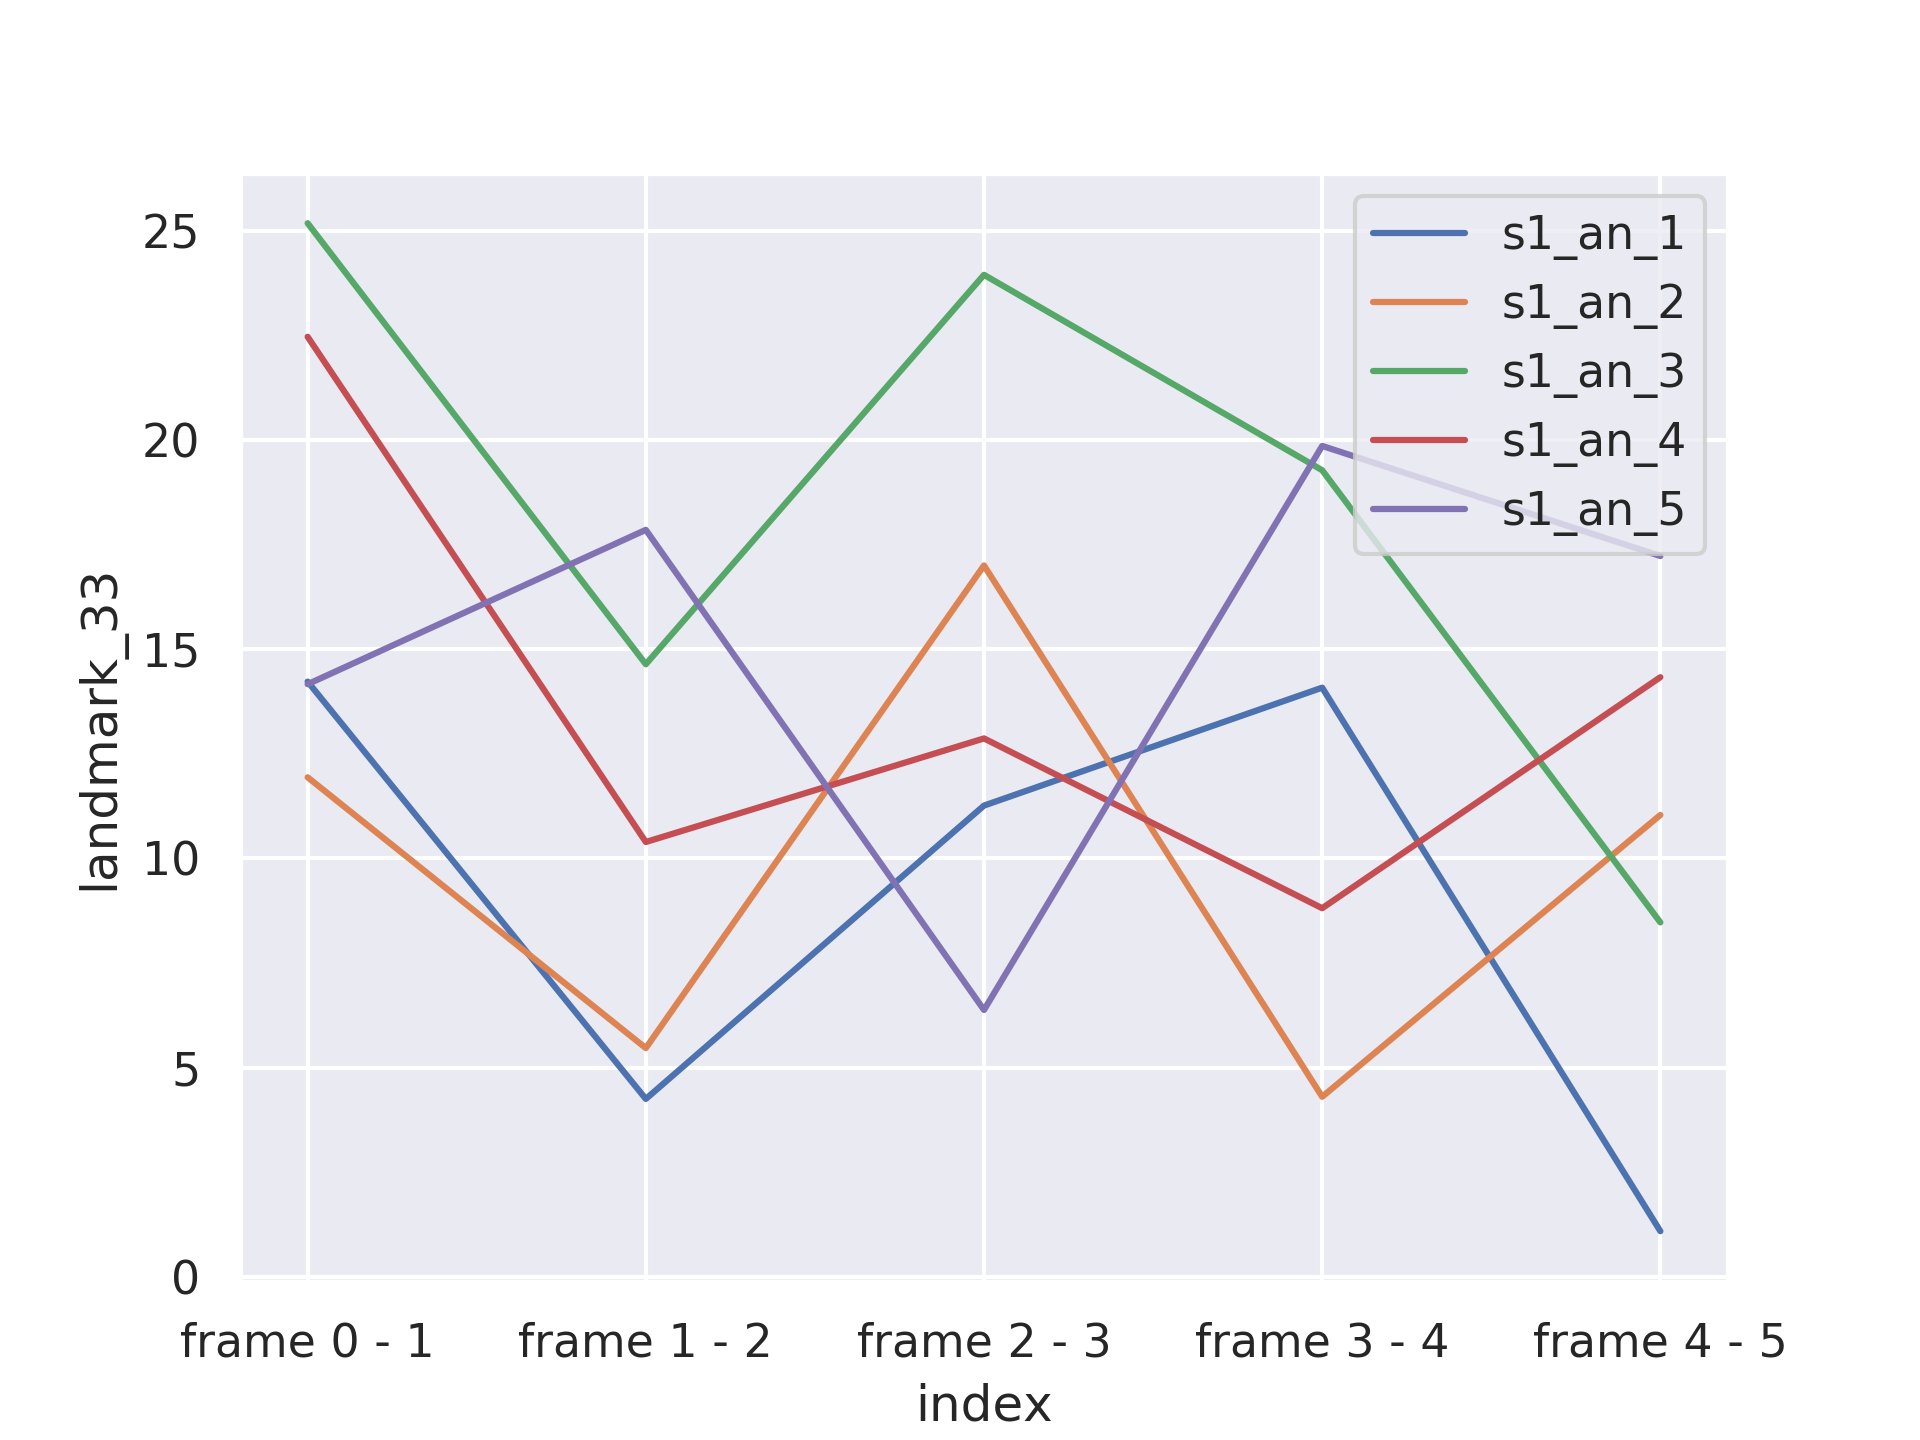 s1_an_1
s1_an_2
s1_an_3
s1_an_4
s1_an_5
25
20
15
10
5
0
landmark_33
frame 0 - 1
frame 1 - 2
frame 2 - 3
frame 3 - 4
frame 4 - 5
index